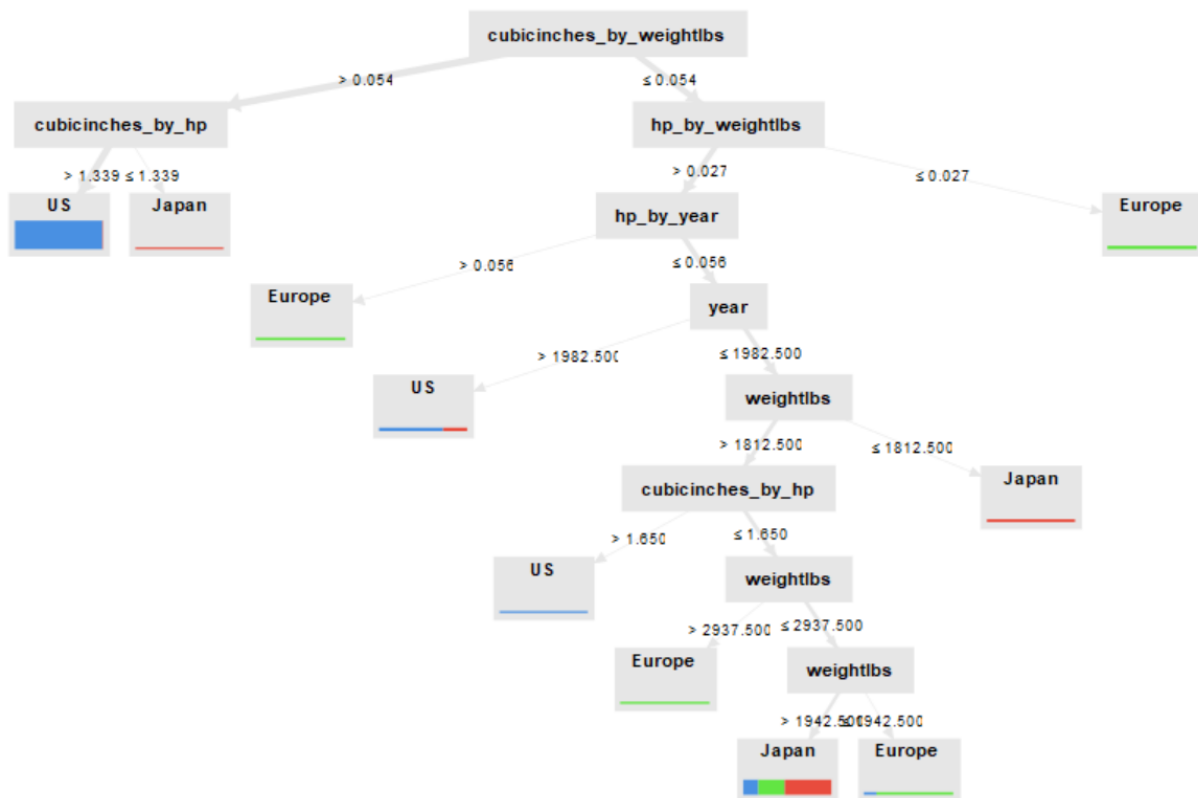 cubicinches_by_weightlbs
> 0.054
≤ 0.054
cubicinches_by_hp
hp_by_weightlbs
> 1.339
≤ 1.339
> 0.027
≤ 0.027
US
Japan
hp_by_year
Europe
> 0.056
≤ 0.056
Europe
year
> 1982.500
≤ 1982.500
US
weightlbs
> 1812.500
≤ 1812.500
cubicinches_by_hp
Japan
> 1.650
≤ 1.650
US
weightlbs
> 2937.500
≤ 2937.500
Europe
weightlbs
> 1942.500
≤ 1942.500
Japan
Europe